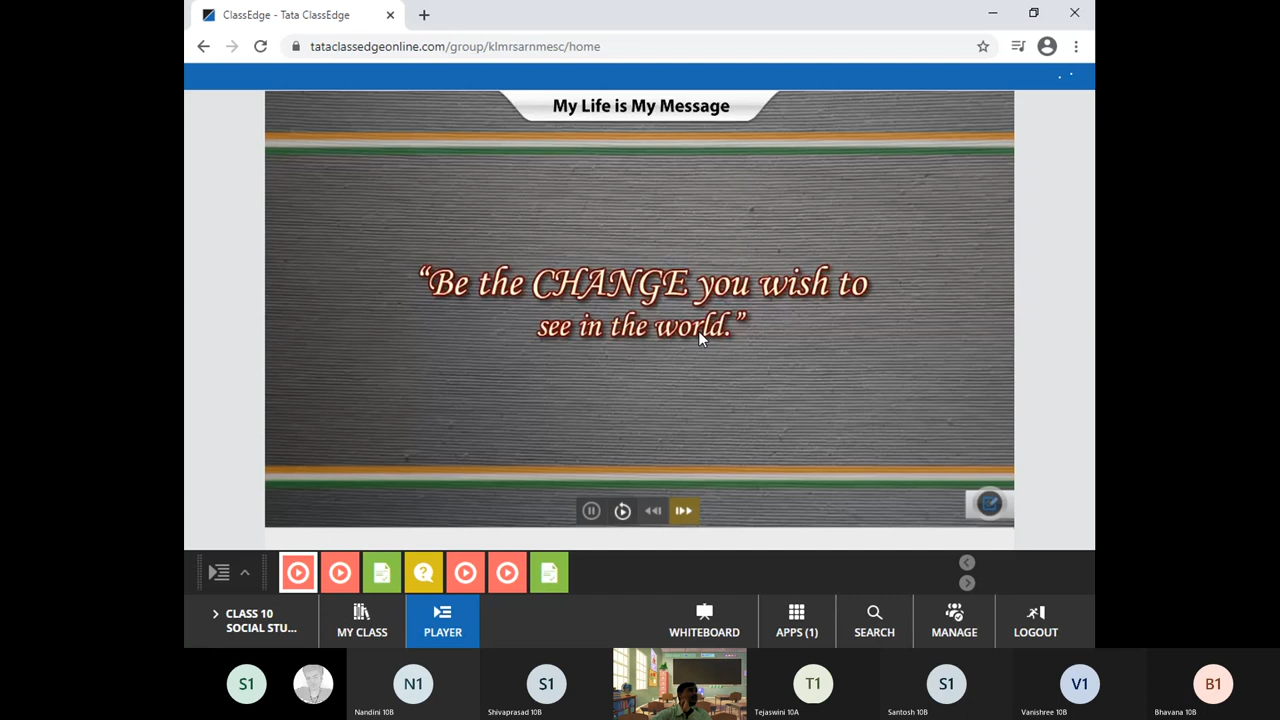 ClassEdge - Tata ClassEdge
tataclassedgeonline.com/group/klmrsarnmesc/home
My Life is My Message
“Be the CHANGE you wish to
see in the world.”
CLASS 10
SOCIAL STU...
MY CLASS
PLAYER
WHITEBOARD
APPS (1)
SEARCH
MANAGE
LOGOUT
S1
N1
S1
T1
S1
V1
B1
Nandini 10B
Shivaprasad 10B
Tejaswini 10A
Santosh 10B
Vanishree 10B
Bhavana 10B